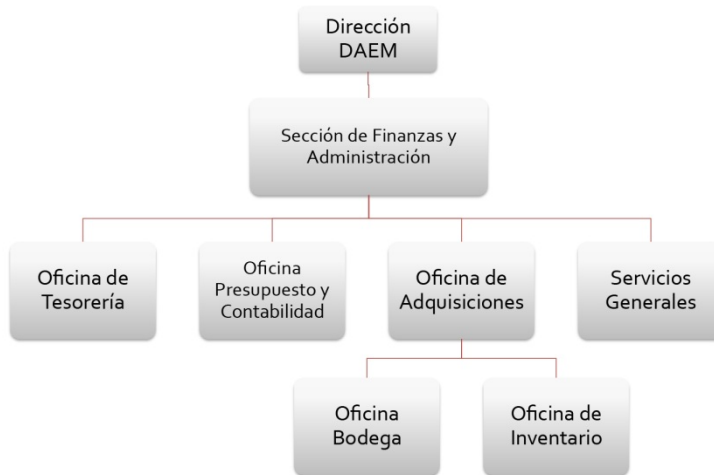 Dirección
DAEM
Sección de Finanzas y
Administración
Oficina de
Tesorería
Oficina
Presupuesto y
Contabilidad
Oficina de
Adquisiciones
Servicios
Generales
Oficina
Bodega
Oficina de
Inventario